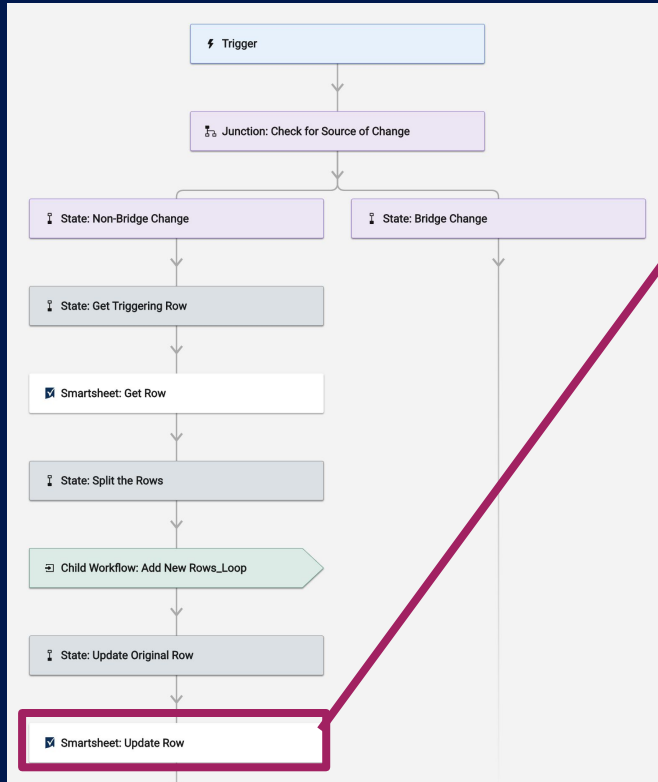 Trigger
Junction: Check for Source of Change
State: Non-Bridge Change
State: Bridge Change
State: Get Triggering Row
Smartsheet: Get Row
State: Split the Rows
Child Workflow: Add New Rows_Loop
State: Update Original Row
Smartsheet: Update Row